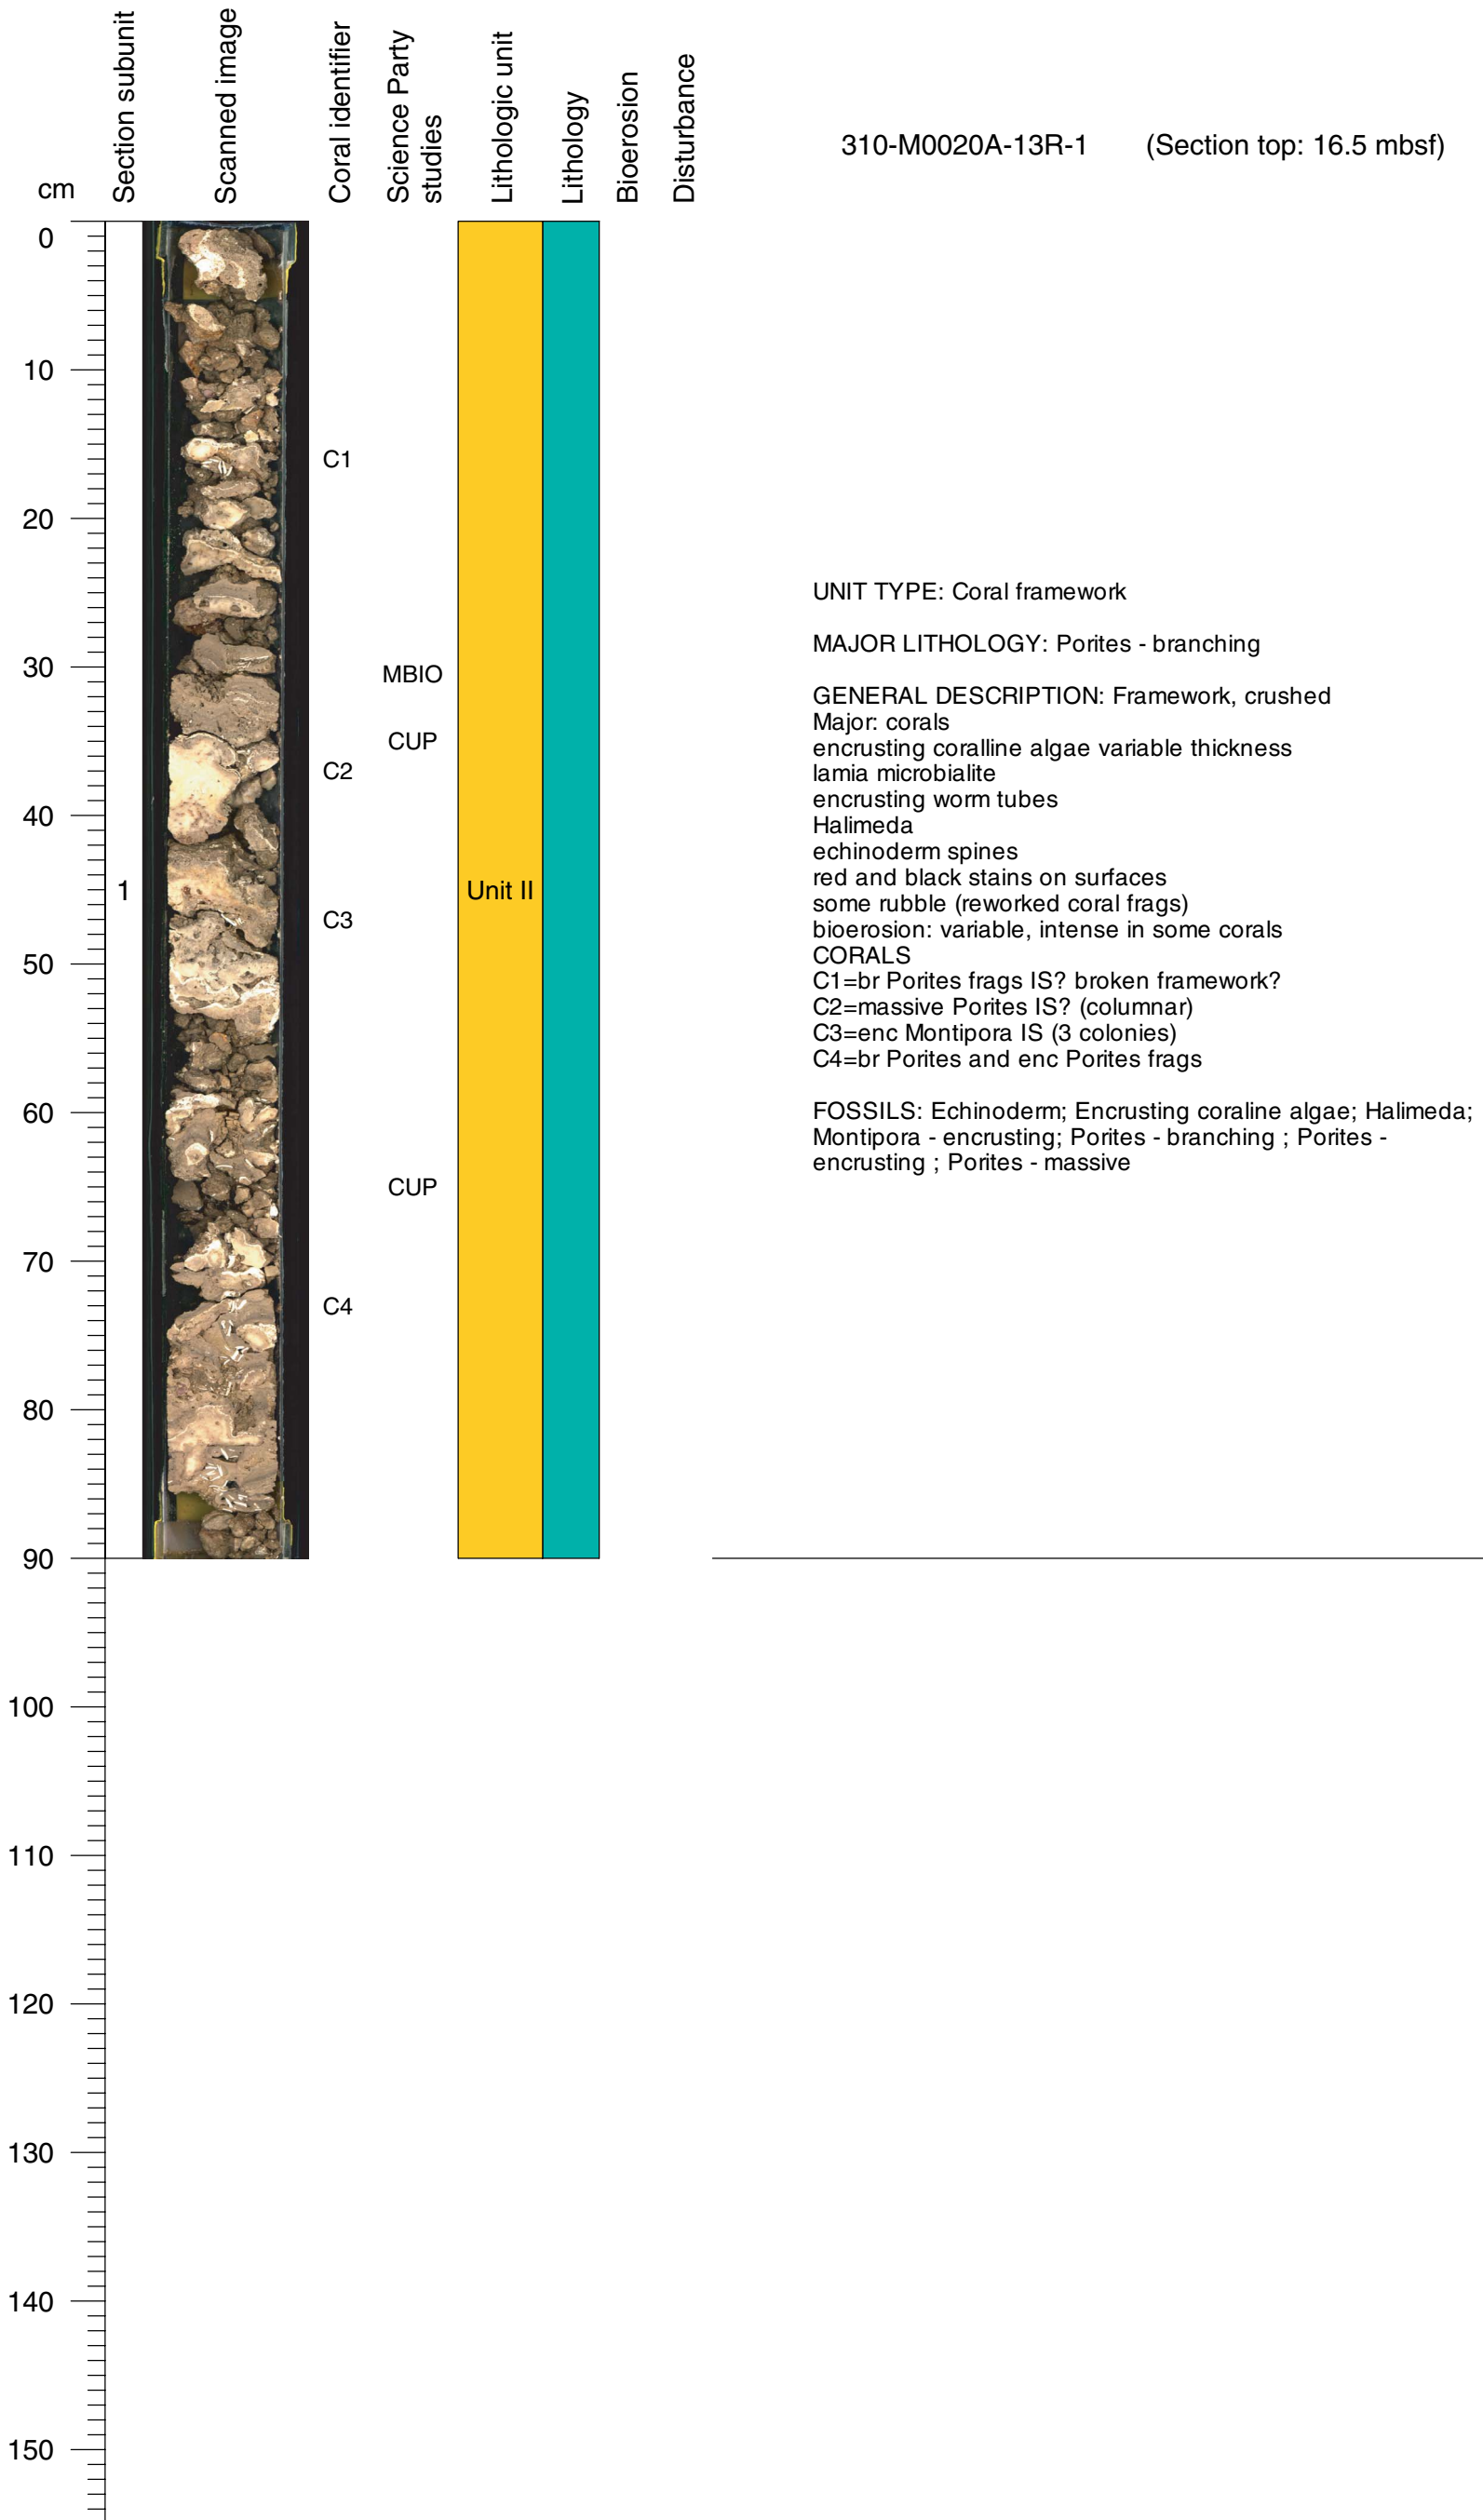 Section subunit
Scanned image
Coral identifier
Science Party
studies
Lithologic unit
Lithology
Bioerosion
Disturbance
310-M0020A-13R-1 (Section top: 16.5 mbsf)
cm
0
10
C1
20
UNIT TYPE: Coral framework
MAJOR LITHOLOGY: Porites - branching
30
MBIO
GENERAL DESCRIPTION: Framework, crushed
Major: corals
CUP
encrusting coralline algae variable thickness
C2
lamia microbialite
encrusting worm tubes
40
Halimeda
echinoderm spines
1
Unit II
red and black stains on surfaces
some rubble (reworked coral frags)
C3
bioerosion: variable, intense in some corals
CORALS
50
C1=br Porites frags IS? broken framework?
C2=massive Porites IS? (columnar)
C3=enc Montipora IS (3 colonies)
C4=br Porites and enc Porites frags
60
FOSSILS: Echinoderm; Encrusting coraline algae; Halimeda;
Montipora - encrusting; Porites - branching ; Porites -
encrusting ; Porites - massive
CUP
70
C4
80
90
100
110
120
130
140
150